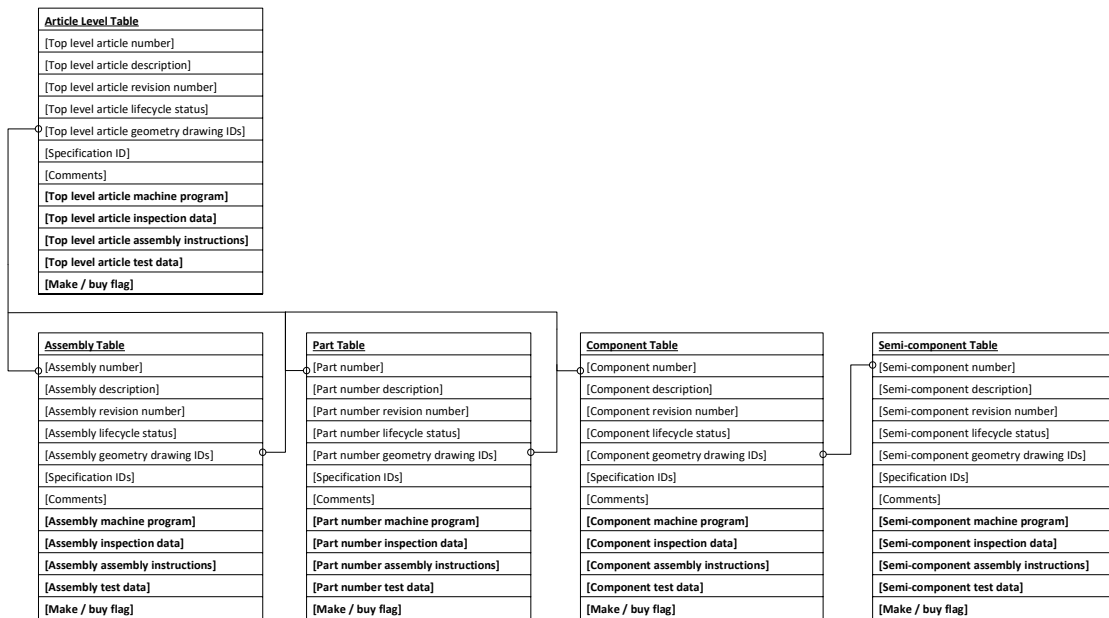 Article Level Table
[Top level article number]
[Top level article description]
[Top level article revision number]
[Top level article lifecycle status]
[Top level article geometry drawing IDs]
[Specification ID]
[Comments]
[Top level article machine program]
[Top level article inspection data]
[Top level article assembly instructions]
[Top level article test data]
[Make / buy flag]
Assembly Table
[Assembly number]
[Assembly description]
[Assembly revision number]
[Assembly lifecycle status]
[Assembly geometry drawing IDs]
[Specification IDs]
[Comments]
[Assembly machine program]
[Assembly inspection data]
[Assembly assembly instructions]
[Assembly test data]
[Make / buy flag]
Part Table
[Part number]
[Part number description]
[Part number revision number]
[Part number lifecycle status]
[Part number geometry drawing IDs]
[Specification IDs]
[Comments]
[Part number machine program]
[Part number inspection data]
[Part number assembly instructions]
[Part number test data]
[Make / buy flag]
Component Table
[Component number]
[Component description]
[Component revision number]
[Component lifecycle status]
[Component geometry drawing IDs]
[Specification IDs]
[Comments]
[Component machine program]
[Component inspection data]
[Component assembly instructions]
[Component test data]
[Make / buy flag]
Semi-component Table
[Semi-component number]
[Semi-component description]
[Semi-component revision number]
[Semi-component lifecycle status]
[Semi-component geometry drawing IDs]
[Specification IDs]
[Comments]
[Semi-component machine program]
[Semi-component inspection data]
[Semi-component assembly instructions]
[Semi-component test data]
[Make / buy flag]